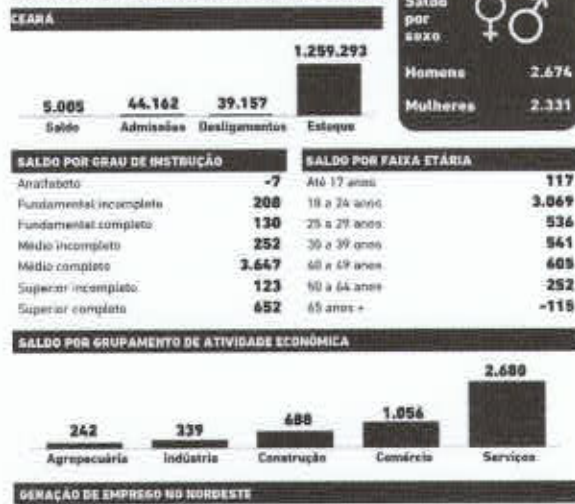 CEARÁ
Saldo
por
sexo
Homens 2.674
Mulheres 2.331
1.259.293
5.005 44.162 39.157
Saldo Admissões Desligamentos Estoque
SALDO POR GRAU DE INSTRUÇÃO
Analfabeto -7
Fundamental incompleto 208
Fundamental completo 130
Médio incompleto 252
Médio completo 3.647
Superior incompleto 123
Superior completo 652
SALDO POR FAIXA ETÁRIA
Até 17 anos 117
18 a 24 anos 3.069
25 a 29 anos 536
30 a 39 anos 541
40 a 49 anos 605
50 a 64 anos 252
65 anos + -115
SALDO POR GRUPAMENTO DE ATIVIDADE ECONÔMICA
242 339 688 1.056 2.680
Agropecuária Indústria Construção Comércio Serviços
GERAÇÃO DE EMPREGO NO NORDESTE